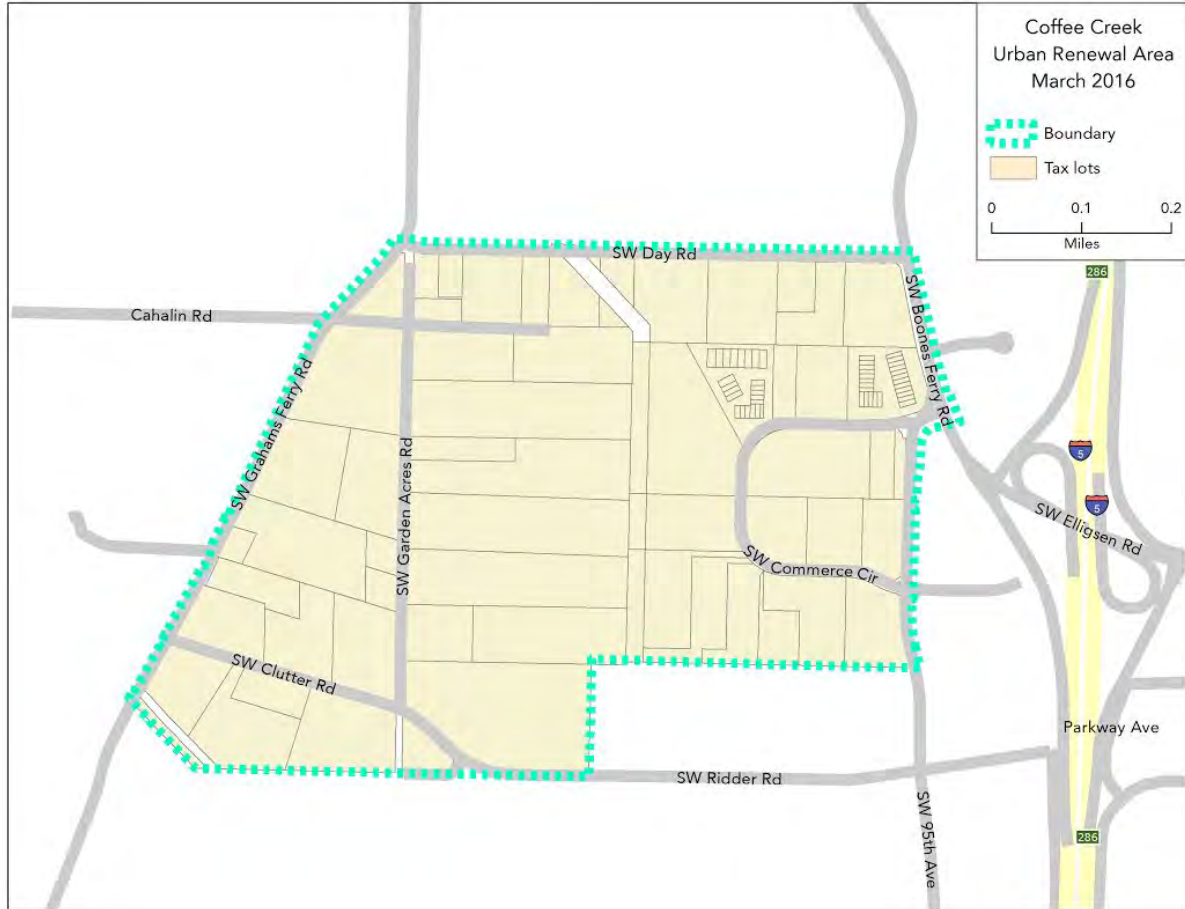 Coffee Creek
Urban Renewal Area
March 2016
Boundary
Tax lots
0
0.1
0.2
Miles
286
SW Day Rd
Cahalin Rd
SW Boones Ferry Rd
SW Grahams Ferry Rd
SW Garden Acres Rd
5
5
SW Elligsen Rd
SW Commerce Cir
SW Clutter Rd
Parkway Ave
SW Ridder Rd
SW 95th Ave
286